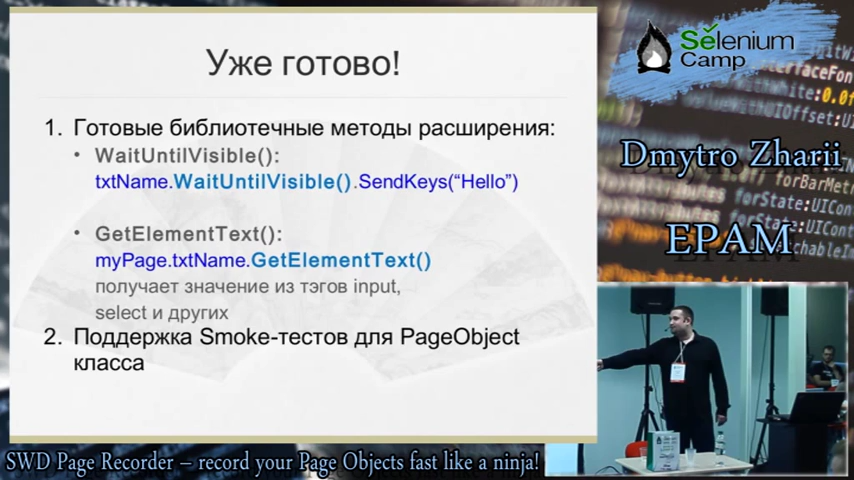 Уже готово!
1. Готовые библиотечные методы расширения:
• WaitUntilVisible():
txtName.WaitUntilVisible().SendKeys(“Hello”)
• GetElementText():
myPage.txtName.GetElementText()
получает значение из тэгов input,
select и других
2. Поддержка Smoke-тестов для PageObject
класса
Selenium
Camp
Dmytro Zharii
EPAM
SWD Page Recorder – record your Page Objects fast like a ninja!